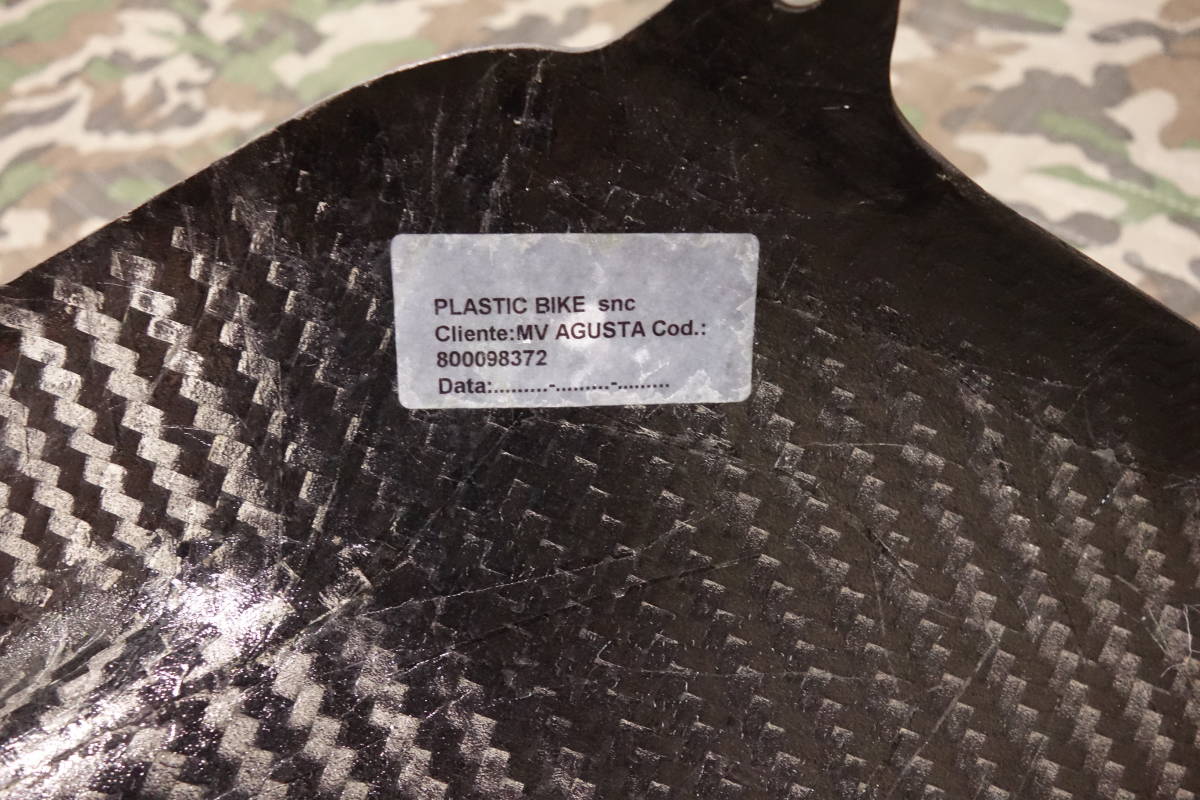 PLASTIC BIKE snc
Cliente:MV AGUSTA Cod.:
800098372
Data:.........-.........-.........